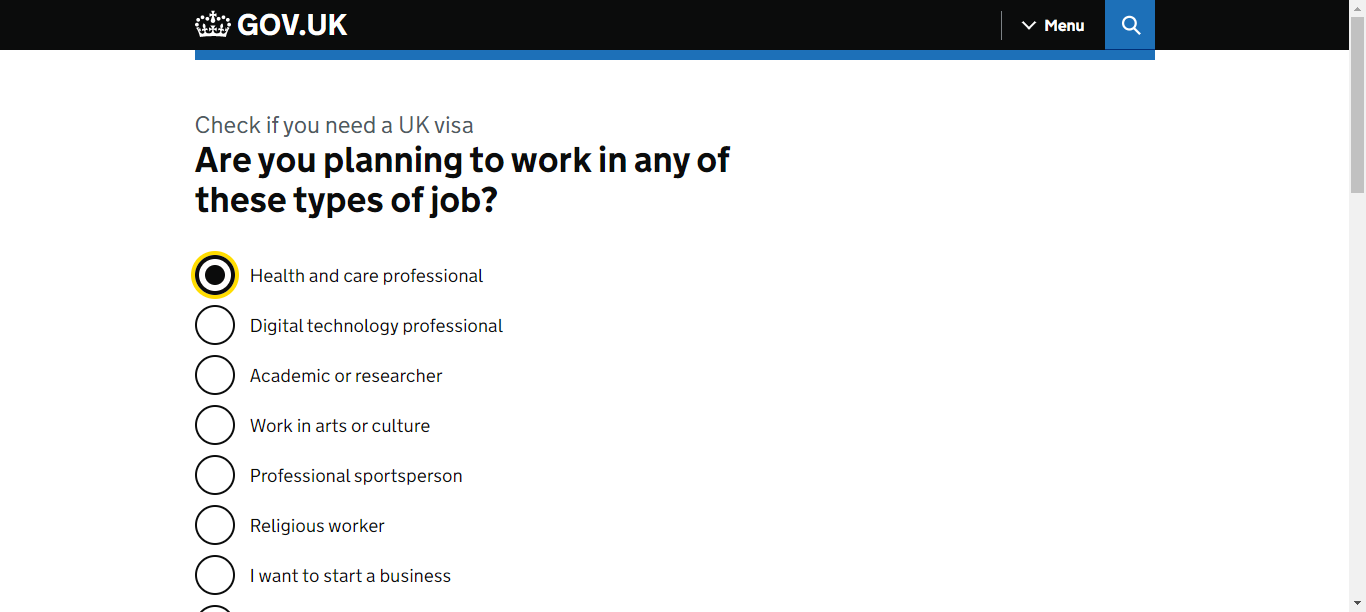 GOV.UK
Menu
Check if you need a UK visa
Are you planning to work in any of
these types of job?
Health and care professional
Digital technology professional
Academic or researcher
Work in arts or culture
Professional sportsperson
Religious worker
I want to start a business